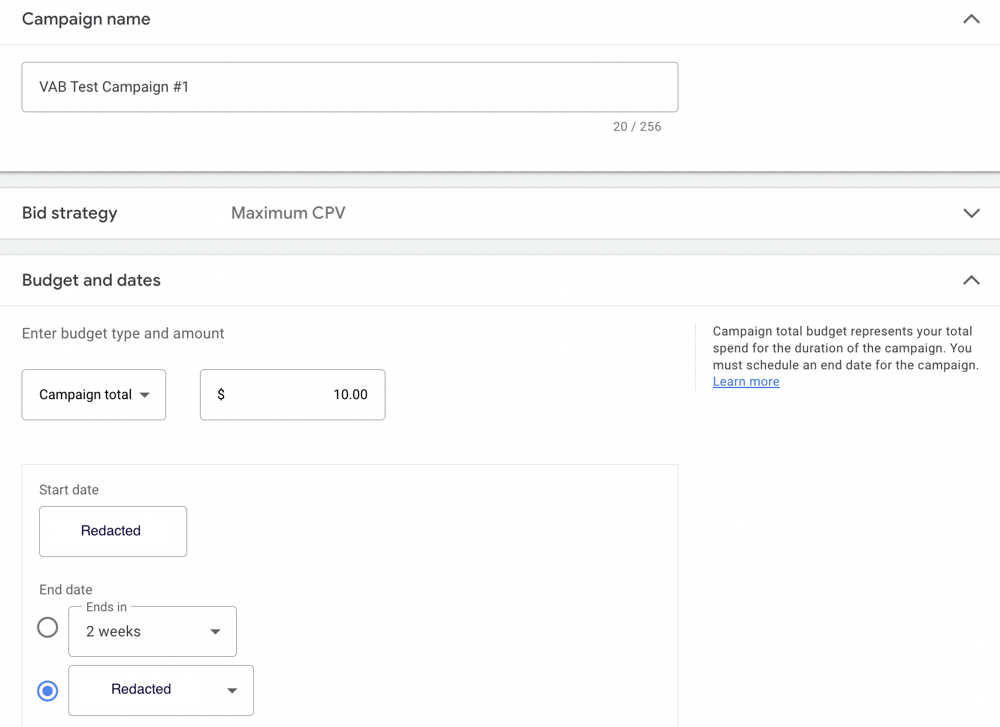 Campaign name
VAB Test Campaign #1
20 / 256
Bid strategy
Maximum CPV
Budget and dates
Enter budget type and amount
Campaign total
$ 10.00
Campaign total budget represents your total
spend for the duration of the campaign. You
must schedule an end date for the campaign.
Learn more
Start date
Redacted
End date
Ends in
2 weeks
Redacted